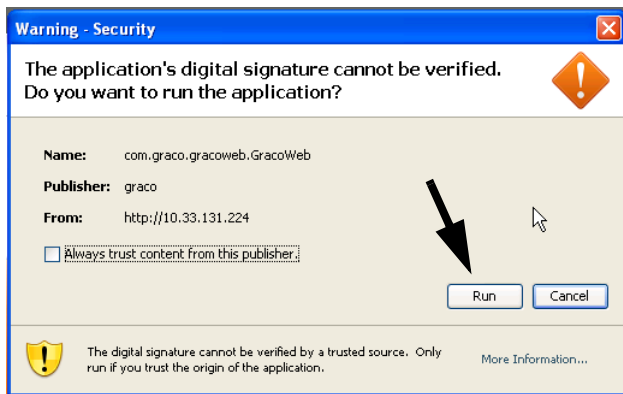 Warning - Security
The application's digital signature cannot be verified.
Do you want to run the application?
Name: com.graco.gracoweb.GracoWeb
Publisher: graco
From: http://10.33.131.224
Always trust content from this publisher.
Run Cancel
The digital signature cannot be verified by a trusted source. Only
run if you trust the origin of the application.
More Information...